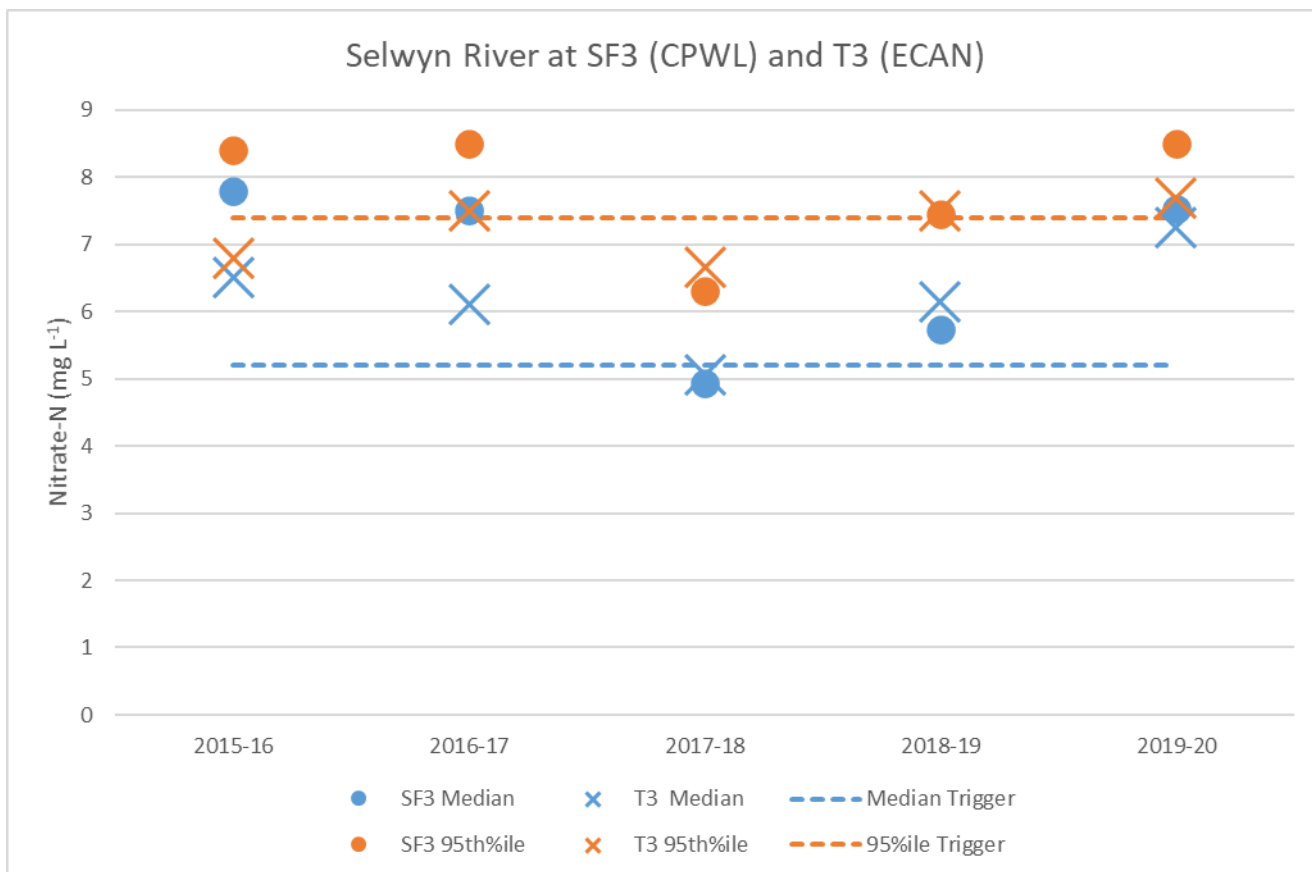 Selwyn River at SF3 (CPWL) and T3 (ECAN)
Nitrate-N (mg L⁻¹)
9
8
7
6
5
4
3
2
1
0
2015-16 2016-17 2017-18 2018-19 2019-20
SF3 Median T3 Median Median Trigger
SF3 95th%ile T3 95th%ile 95%ile Trigger